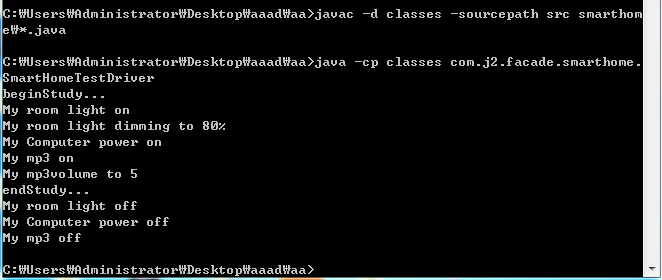 C:₩Users₩Administrator₩Desktop₩aaad₩aa>javac -d classes -sourcepath src smarthom
e₩*.java
C:₩Users₩Administrator₩Desktop₩aaad₩aa>java -cp classes com.j2.facade.smarthome.
SmartHomeTestDriver
beginStudy...
My room light on
My room light dimming to 80%
My Computer power on
My mp3 on
My mp3volume to 5
endStudy...
My room light off
My Computer power off
My mp3 off
C:₩Users₩Administrator₩Desktop₩aaad₩aa>